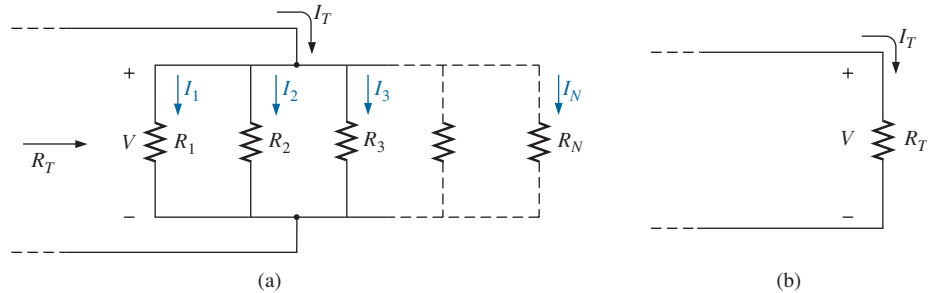 I_T
+ I_1 I_2 I_3 I_N
R_T V R_1 R_2 R_3 R_N
−
(a)
I_T
+
V R_T
−
(b)